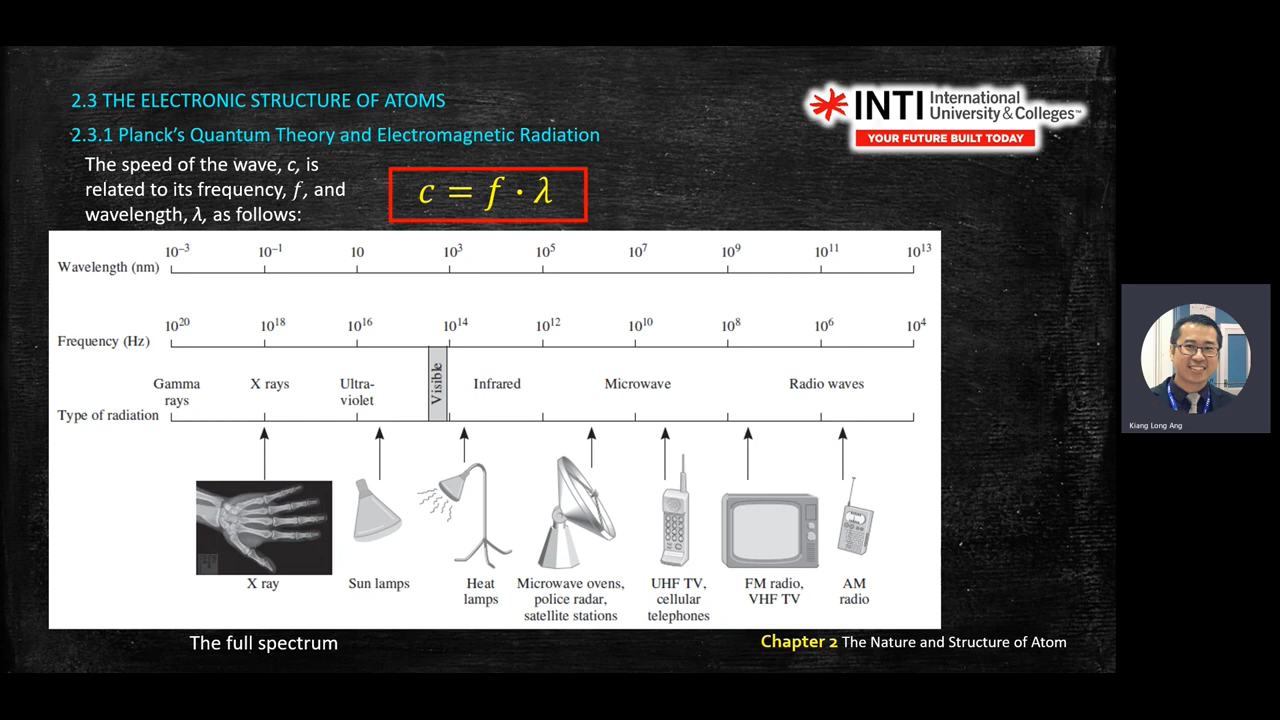 2.3 THE ELECTRONIC STRUCTURE OF ATOMS
2.3.1 Planck's Quantum Theory and Electromagnetic Radiation
The speed of the wave, c, is
related to its frequency, f, and
wavelength, λ, as follows:
c = f · λ
INTI International
University & Colleges™
YOUR FUTURE BUILT TODAY
10⁻³ 10⁻¹ 10 10³ 10⁵ 10⁷ 10⁹ 10¹¹ 10¹³
Wavelength (nm)
10²⁰ 10¹⁸ 10¹⁶ 10¹⁴ 10¹² 10¹⁰ 10⁸ 10⁶ 10⁴
Frequency (Hz)
Gamma
rays
X rays
Ultra-
violet
Visible
Infrared
Microwave
Radio waves
Type of radiation
X ray
Sun lamps
Heat
lamps
Microwave ovens,
police radar,
satellite stations
UHF TV,
cellular
telephones
FM radio,
VHF TV
AM
radio
The full spectrum
Chapter 2 The Nature and Structure of Atom
Kiang Long Ang